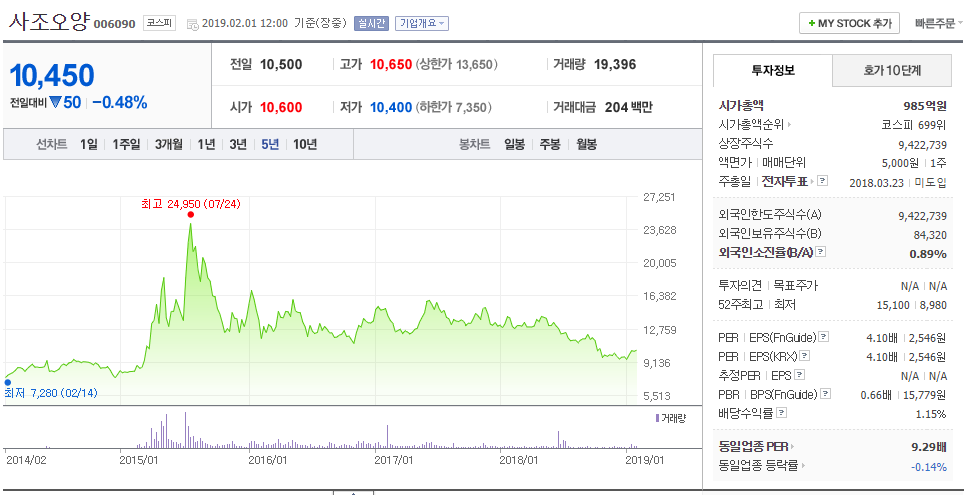 사조오양 006090 코스피 2019.02.01 12:00 기준(장중) 실시간 기업개요
+ MY STOCK 추가 빠른주문
10,450
전일대비 ▼50 -0.48%
전일 10,500 고가 10,650 (상한가 13,650) 거래량 19,396
시가 10,600 저가 10,400 (하한가 7,350) 거래대금 204 백만
선차트 1일 1주일 3개월 1년 3년 5년 10년 봉차트 일봉 주봉 월봉
최고 24,950 (07/24)
최저 7,280 (02/14)
27,251
23,628
20,005
16,382
12,759
9,136
5,513
거래량
2014/02 2015/01 2016/01 2017/01 2018/01 2019/01
투자정보 호가 10단계
시가총액 985억원
시가총액순위 코스피 699위
상장주식수 9,422,739
액면가 매매단위 5,000원 1주
주총일 전자투표 ? 2018.03.23 미도입
외국인한도주식수(A) 9,422,739
외국인보유주식수(B) 84,320
외국인소진율(B/A) ? 0.89%
투자의견 목표주가 N/A N/A
52주최고 최저 15,100 8,980
PER EPS(FnGuide) ? 4.10배 2,546원
PER EPS(KRX) ? 4.10배 2,546원
추정PER EPS ? N/A N/A
PBR BPS(FnGuide) ? 0.66배 15,779원
배당수익률 ? 1.15%
동일업종 PER 9.29배
동일업종 등락률 -0.14%